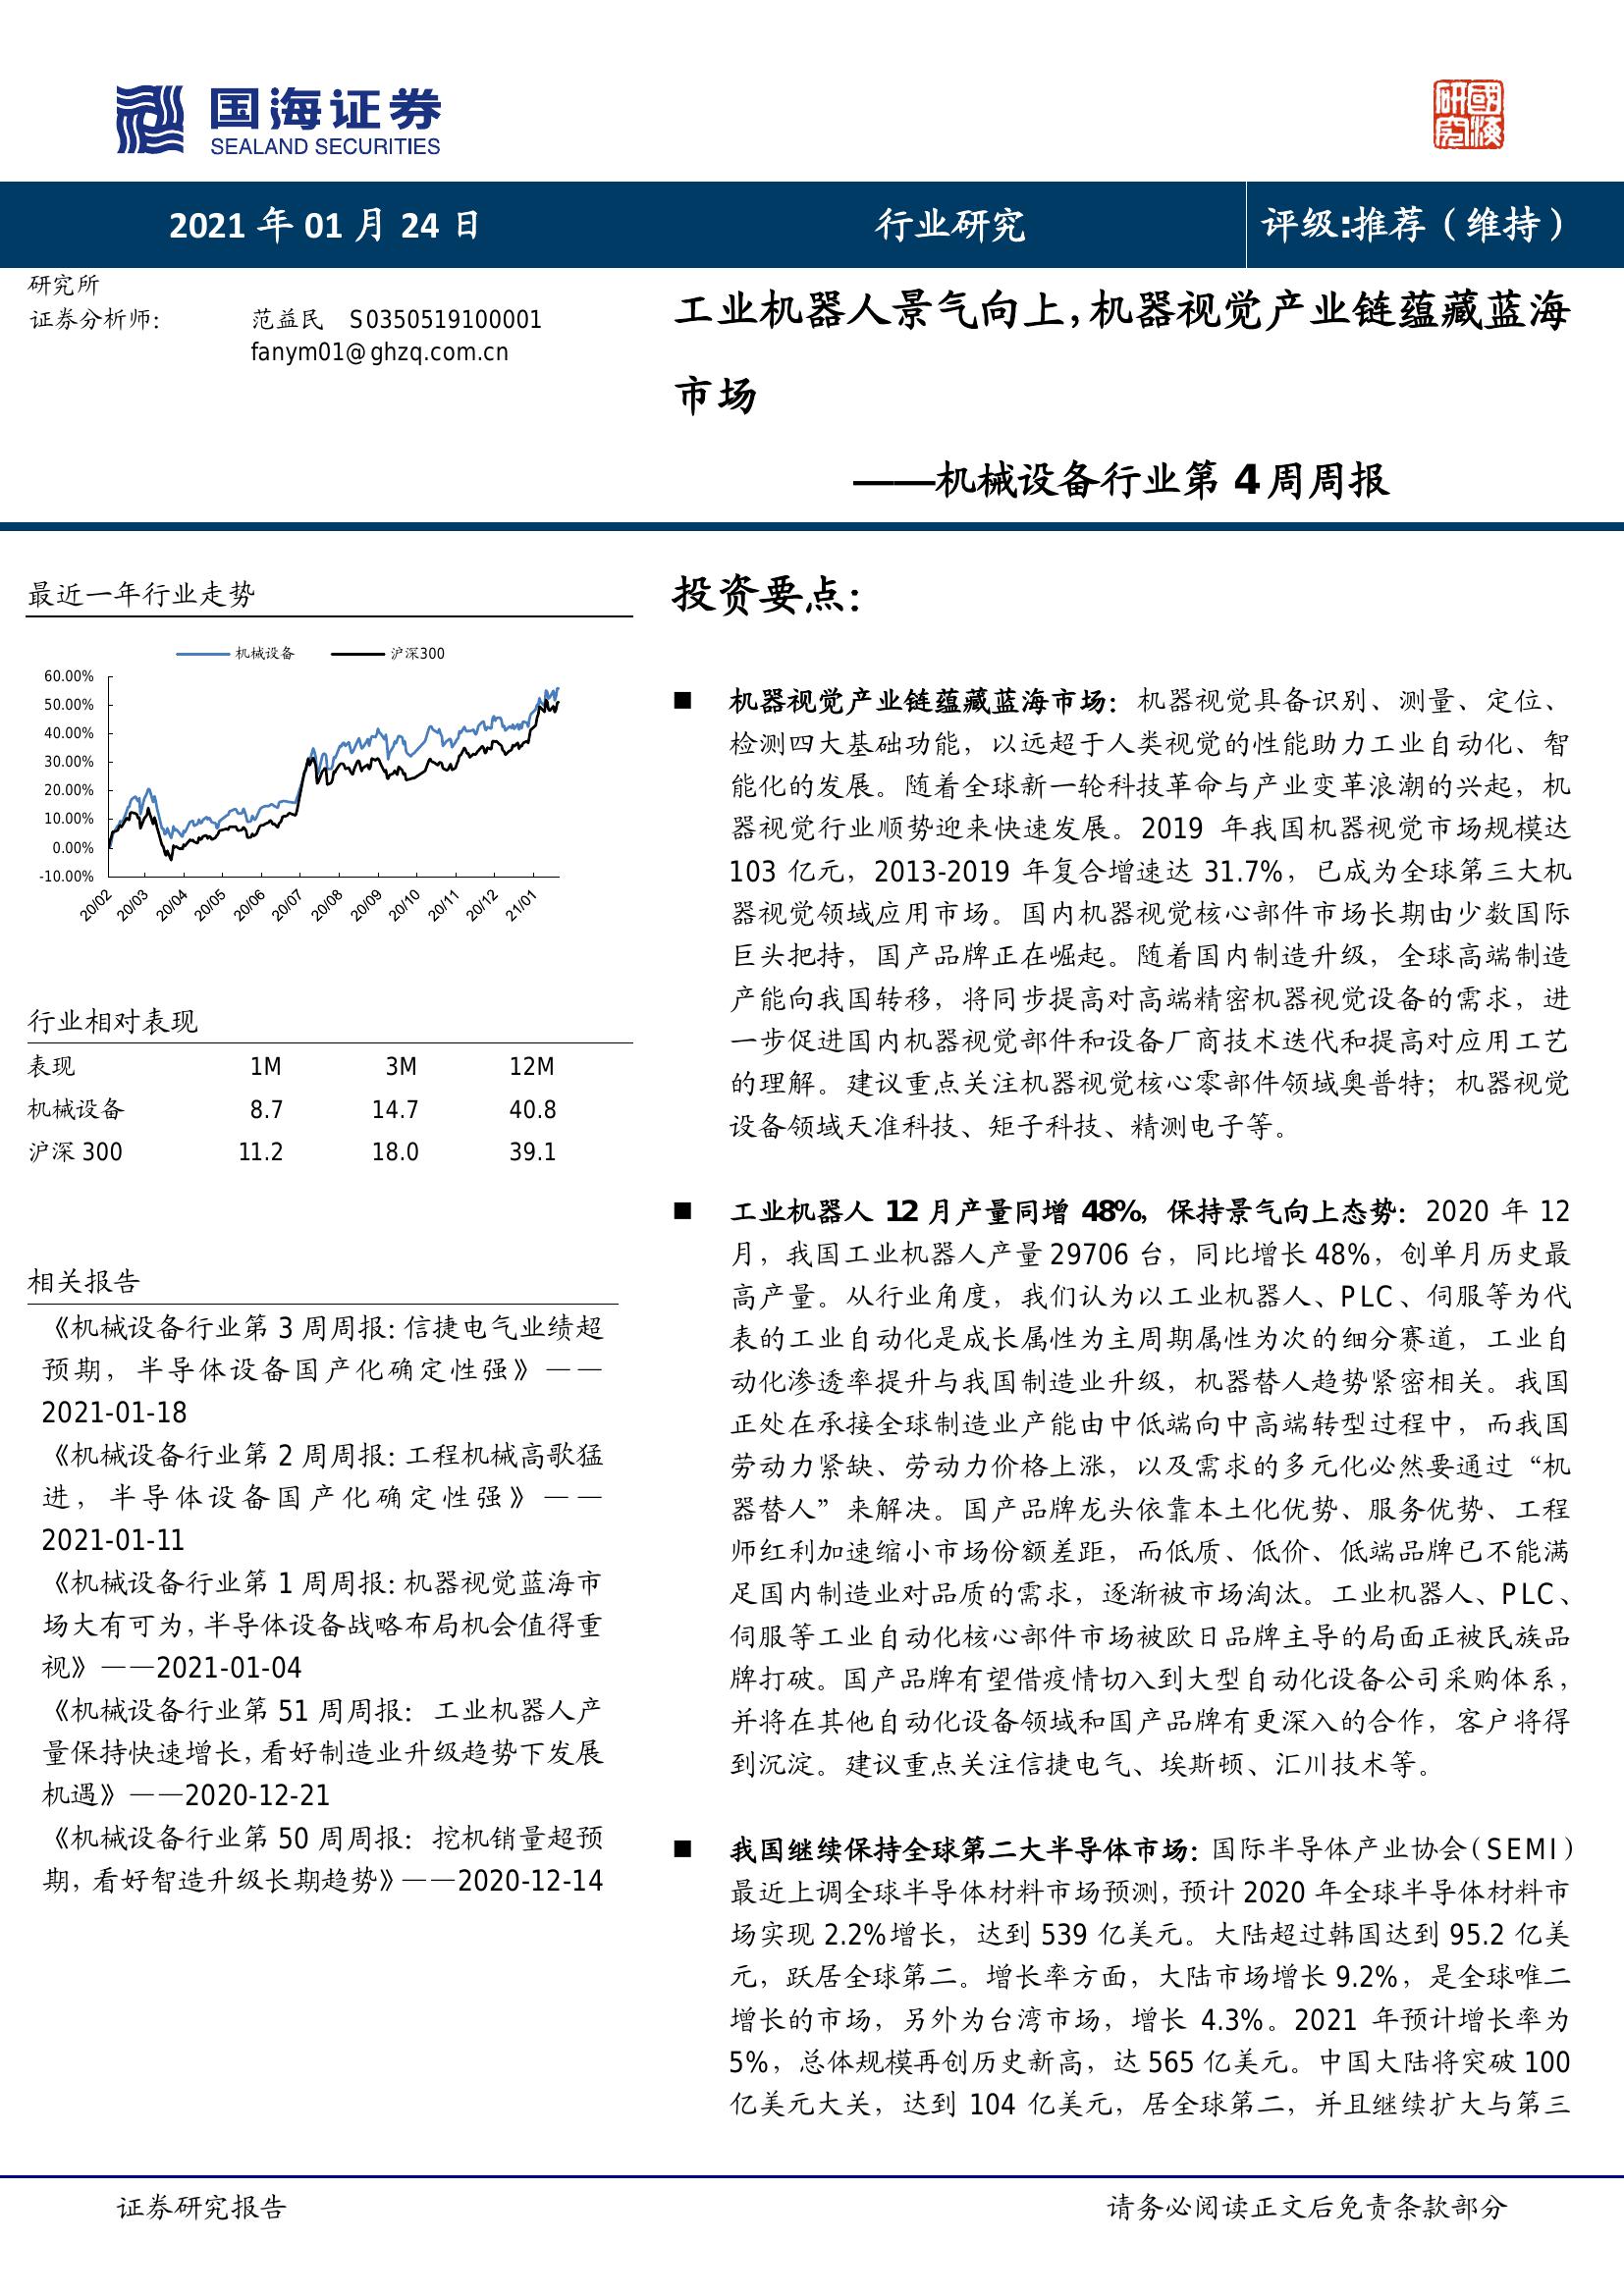 国海证券
SEALAND SECURITIES
國海研究
2021 年 01 月 24 日
行业研究
评级:推荐（维持）
研究所
证券分析师： 范益民 S0350519100001
fanym01@ghzq.com.cn
工业机器人景气向上，机器视觉产业链蕴藏蓝海
市场
——机械设备行业第 4 周周报
最近一年行业走势
机械设备 沪深300
60.00%
50.00%
40.00%
30.00%
20.00%
10.00%
0.00%
-10.00%
20/02 20/03 20/04 20/05 20/06 20/07 20/08 20/09 20/10 20/11 20/12 21/01
行业相对表现
表现 1M 3M 12M
机械设备 8.7 14.7 40.8
沪深 300 11.2 18.0 39.1
相关报告
《机械设备行业第 3 周周报：信捷电气业绩超
预期，半导体设备国产化确定性强》——
2021-01-18
《机械设备行业第 2 周周报：工程机械高歌猛
进，半导体设备国产化确定性强》——
2021-01-11
《机械设备行业第 1 周周报：机器视觉蓝海市
场大有可为，半导体设备战略布局机会值得重
视》——2021-01-04
《机械设备行业第 51 周周报：工业机器人产
量保持快速增长，看好制造业升级趋势下发展
机遇》——2020-12-21
《机械设备行业第 50 周周报：挖机销量超预
期，看好智造升级长期趋势》——2020-12-14
投资要点：
■ 机器视觉产业链蕴藏蓝海市场：机器视觉具备识别、测量、定位、
检测四大基础功能，以远超于人类视觉的性能助力工业自动化、智
能化的发展。随着全球新一轮科技革命与产业变革浪潮的兴起，机
器视觉行业顺势迎来快速发展。2019 年我国机器视觉市场规模达
103 亿元，2013-2019 年复合增速达 31.7%，已成为全球第三大机
器视觉领域应用市场。国内机器视觉核心部件市场长期由少数国际
巨头把持，国产品牌正在崛起。随着国内制造升级，全球高端制造
产能向我国转移，将同步提高对高端精密机器视觉设备的需求，进
一步促进国内机器视觉部件和设备厂商技术迭代和提高对应用工艺
的理解。建议重点关注机器视觉核心零部件领域奥普特；机器视觉
设备领域天准科技、矩子科技、精测电子等。
■ 工业机器人 12 月产量同增 48%，保持景气向上态势：2020 年 12
月，我国工业机器人产量 29706 台，同比增长 48%，创单月历史最
高产量。从行业角度，我们认为以工业机器人、PLC、伺服等为代
表的工业自动化是成长属性为主周期属性为次的细分赛道，工业自
动化渗透率提升与我国制造业升级，机器替人趋势紧密相关。我国
正处在承接全球制造业产能由中低端向中高端转型过程中，而我国
劳动力紧缺、劳动力价格上涨，以及需求的多元化必然要通过“机
器替人”来解决。国产品牌龙头依靠本土化优势、服务优势、工程
师红利加速缩小市场份额差距，而低质、低价、低端品牌已不能满
足国内制造业对品质的需求，逐渐被市场淘汰。工业机器人、PLC、
伺服等工业自动化核心部件市场被欧日品牌主导的局面正被民族品
牌打破。国产品牌有望借疫情切入到大型自动化设备公司采购体系，
并将在其他自动化设备领域和国产品牌有更深入的合作，客户将得
到沉淀。建议重点关注信捷电气、埃斯顿、汇川技术等。
■ 我国继续保持全球第二大半导体市场：国际半导体产业协会（SEMI）
最近上调全球半导体材料市场预测，预计 2020 年全球半导体材料市
场实现 2.2%增长，达到 539 亿美元。大陆超过韩国达到 95.2 亿美
元，跃居全球第二。增长率方面，大陆市场增长 9.2%，是全球唯二
增长的市场，另外为台湾市场，增长 4.3%。2021 年预计增长率为
5%，总体规模再创历史新高，达 565 亿美元。中国大陆将突破 100
亿美元大关，达到 104 亿美元，居全球第二，并且继续扩大与第三
证券研究报告
请务必阅读正文后免责条款部分